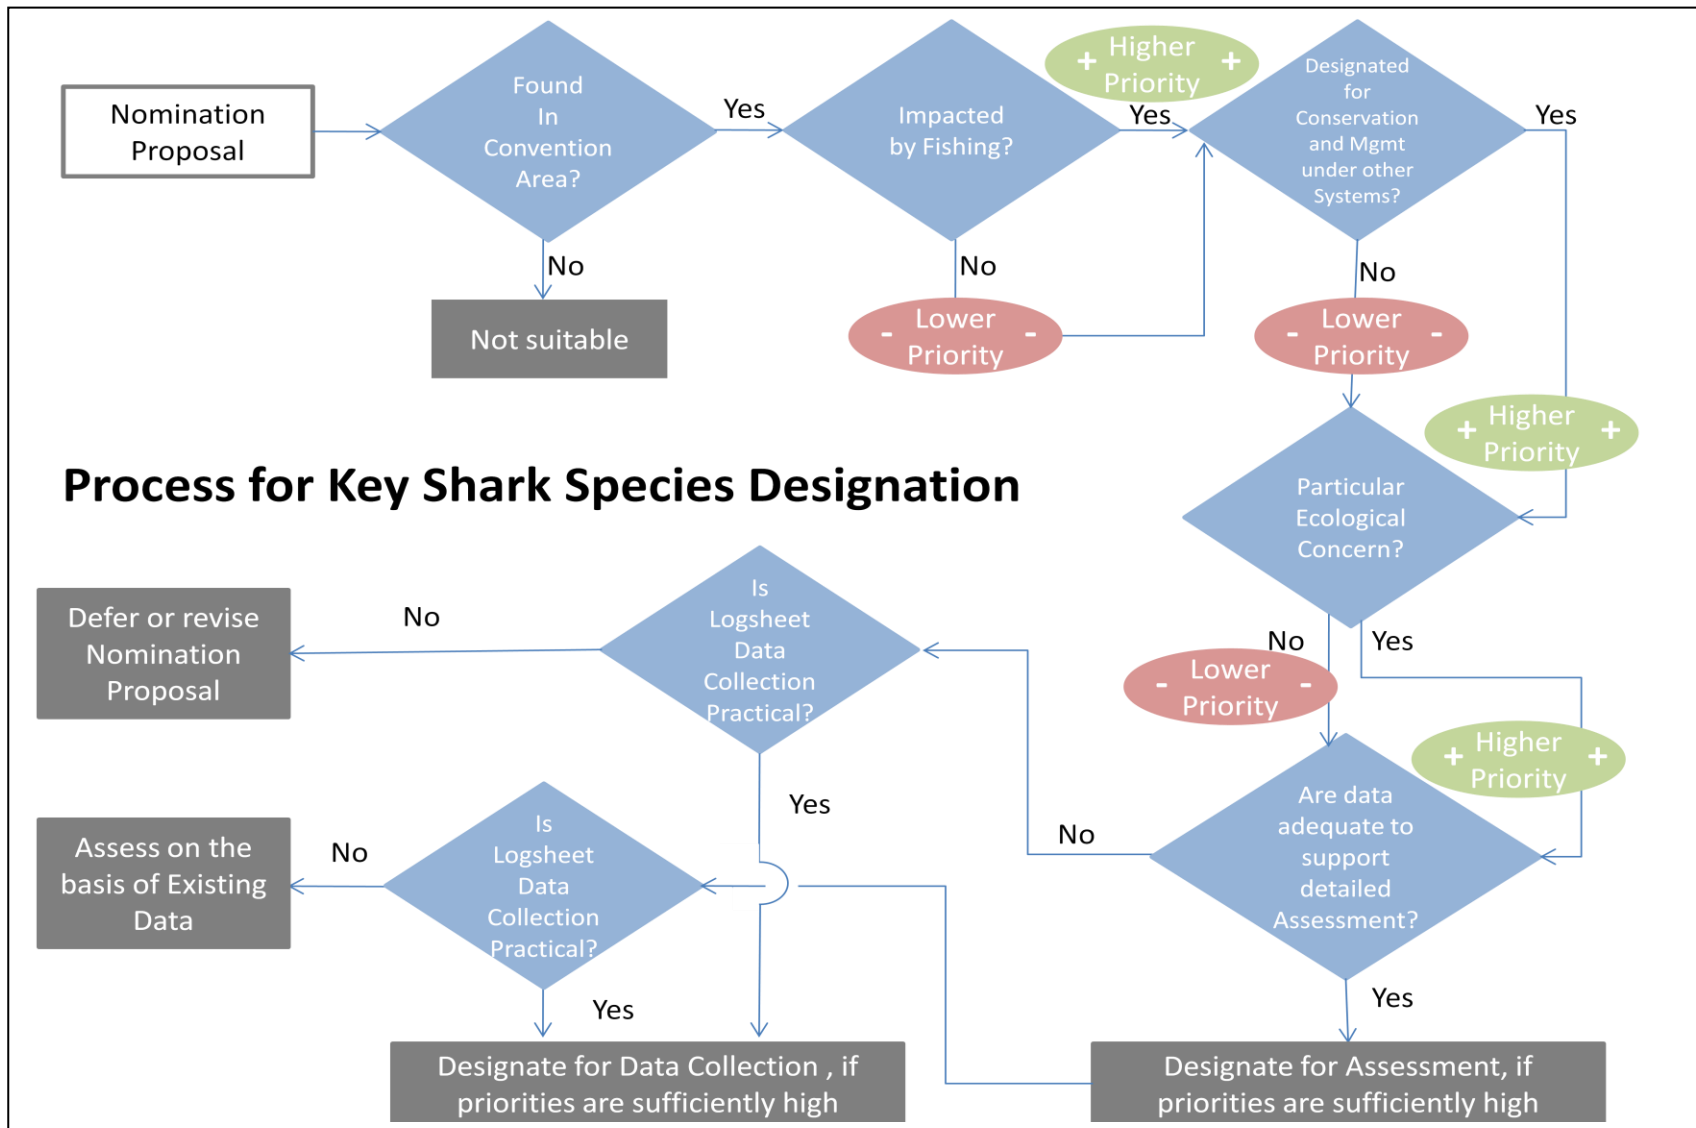 Nomination
Proposal
Found
In
Convention
Area?
Yes
No
Not suitable
Impacted
by Fishing?
+ Higher +
Priority
Yes
No
- Lower -
Priority
Designated
for
Conservation
and Mgmt
under other
Systems?
Yes
No
- Lower -
Priority
+ Higher +
Priority
Process for Key Shark Species Designation
Particular
Ecological
Concern?
No
Yes
- Lower -
Priority
+ Higher +
Priority
Are data
adequate to
support
detailed
Assessment?
No
Yes
Is
Logsheet
Data
Collection
Practical?
No
Yes
Defer or revise
Nomination
Proposal
Is
Logsheet
Data
Collection
Practical?
No
Yes
Assess on the
basis of Existing
Data
Designate for Data Collection , if
priorities are sufficiently high
Designate for Assessment, if
priorities are sufficiently high